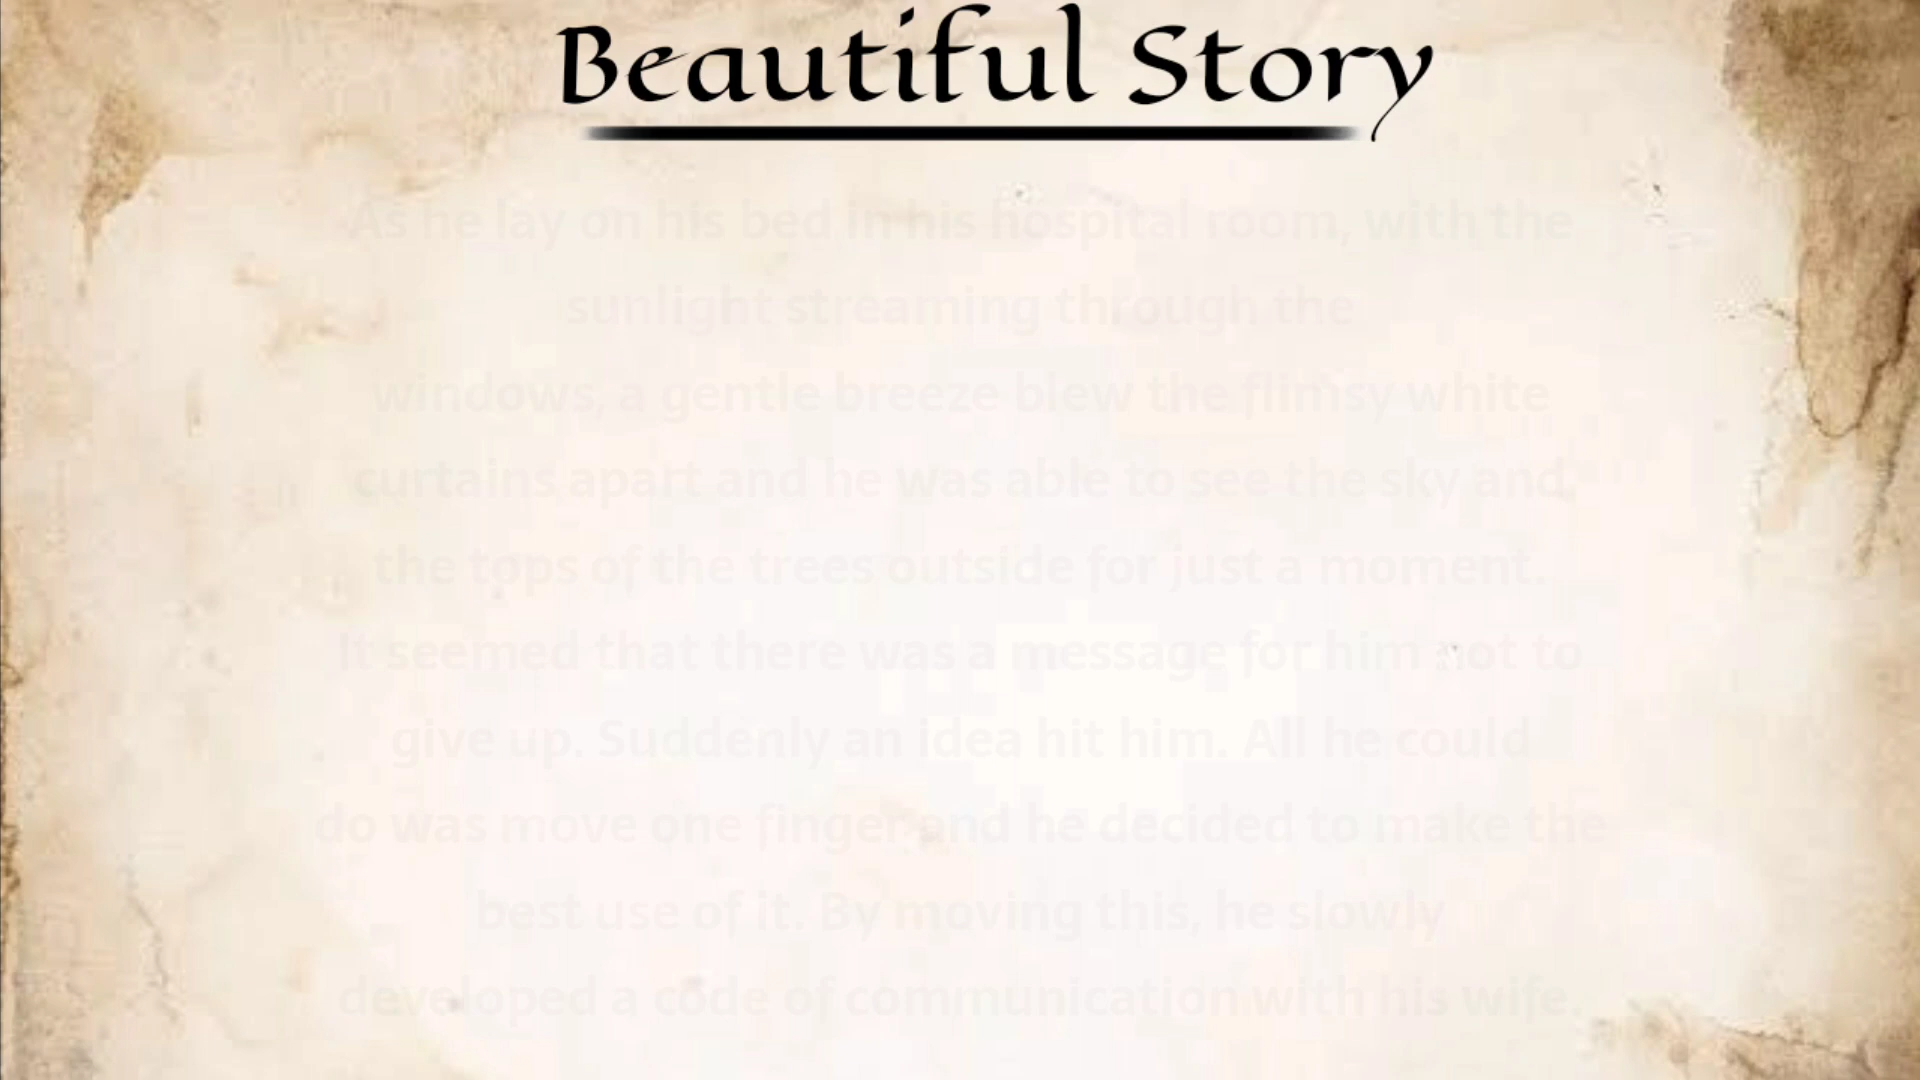 Beautiful Story
As he lay on his bed in his hospital room, with the
sunlight streaming through the
windows, a gentle breeze blew the flimsy white
curtains apart and he was able to see the sky and
the tops of the trees outside for just a moment.
It seemed that there was a message for him not to
give up. Suddenly an idea hit him. All he could
do was move one finger and he decided to make the
best use of it. By moving this, he slowly
developed a code of communication with his wife.